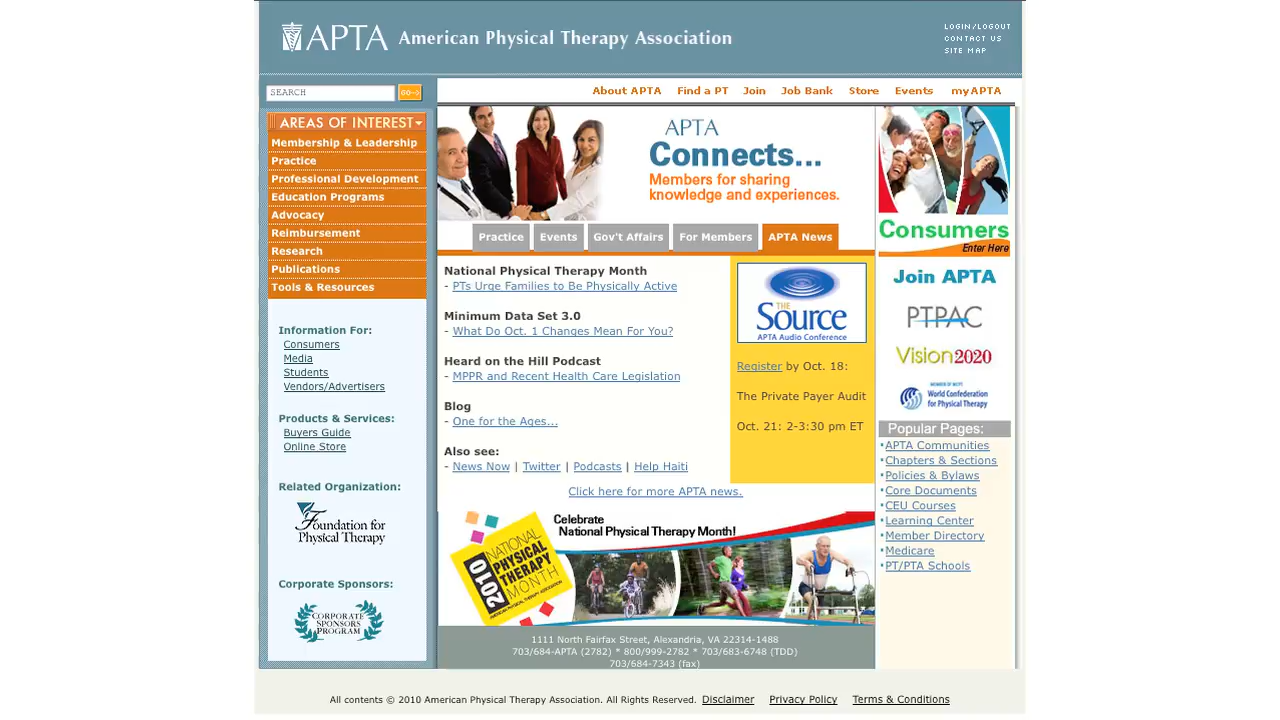 APTA American Physical Therapy Association
LOGIN/LOGOUT
CONTACT US
SITE MAP
SEARCH
GO
About APTA Find a PT Join Job Bank Store Events myAPTA
AREAS OF INTEREST
Membership & Leadership
Practice
Professional Development
Education Programs
Advocacy
Reimbursement
Research
Publications
Tools & Resources
Information For:
Consumers
Media
Students
Vendors/Advertisers
Products & Services:
Buyers Guide
Online Store
Related Organization:
Foundation for
Physical Therapy
Corporate Sponsors:
CORPORATE
SPONSORS
PROGRAM
APTA
Connects...
Members for sharing
knowledge and experiences.
Practice Events Gov't Affairs For Members APTA News
National Physical Therapy Month
- PTs Urge Families to Be Physically Active
Minimum Data Set 3.0
- What Do Oct. 1 Changes Mean For You?
Heard on the Hill Podcast
- MPPR and Recent Health Care Legislation
Blog
- One for the Ages...
Also see:
- News Now | Twitter | Podcasts | Help Haiti
Click here for more APTA news.
THE
Source
APTA Audio Conference
Register by Oct. 18:
The Private Payer Audit
Oct. 21: 2-3:30 pm ET
Celebrate
National Physical Therapy Month!
2010
NATIONAL
PHYSICAL
THERAPY
MONTH
AMERICAN PHYSICAL THERAPY ASSOCIATION
1111 North Fairfax Street, Alexandria, VA 22314-1488
703/684-APTA (2782) * 800/999-2782 * 703/683-6748 (TDD)
703/684-7343 (fax)
Consumers
Enter Here
Join APTA
PTPAC
Vision2020
MEMBER OF WCPT
World Confederation
for Physical Therapy
Popular Pages:
APTA Communities
Chapters & Sections
Policies & Bylaws
Core Documents
CEU Courses
Learning Center
Member Directory
Medicare
PT/PTA Schools
All contents © 2010 American Physical Therapy Association. All Rights Reserved. Disclaimer Privacy Policy Terms & Conditions